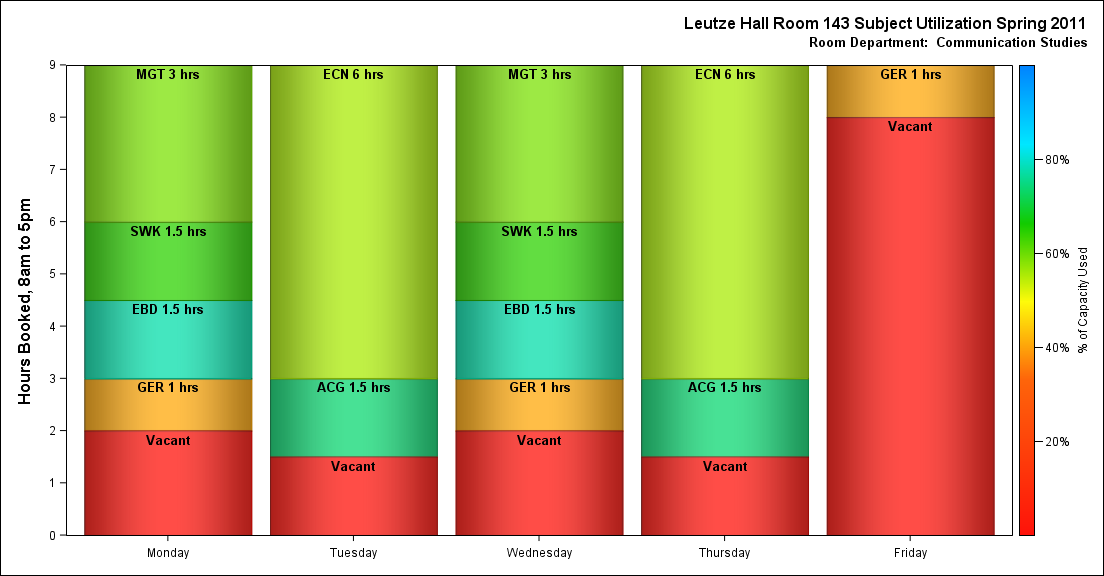 Leutze Hall Room 143 Subject Utilization Spring 2011
Room Department:  Communication Studies
Hours Booked, 8am to 5pm
9
8
7
6
5
4
3
2
1
0
MGT 3 hrs
SWK 1.5 hrs
EBD 1.5 hrs
GER 1 hrs
Vacant
ECN 6 hrs
ACG 1.5 hrs
Vacant
MGT 3 hrs
SWK 1.5 hrs
EBD 1.5 hrs
GER 1 hrs
Vacant
ECN 6 hrs
ACG 1.5 hrs
Vacant
GER 1 hrs
Vacant
Monday
Tuesday
Wednesday
Thursday
Friday
80%
60%
40%
20%
% of Capacity Used